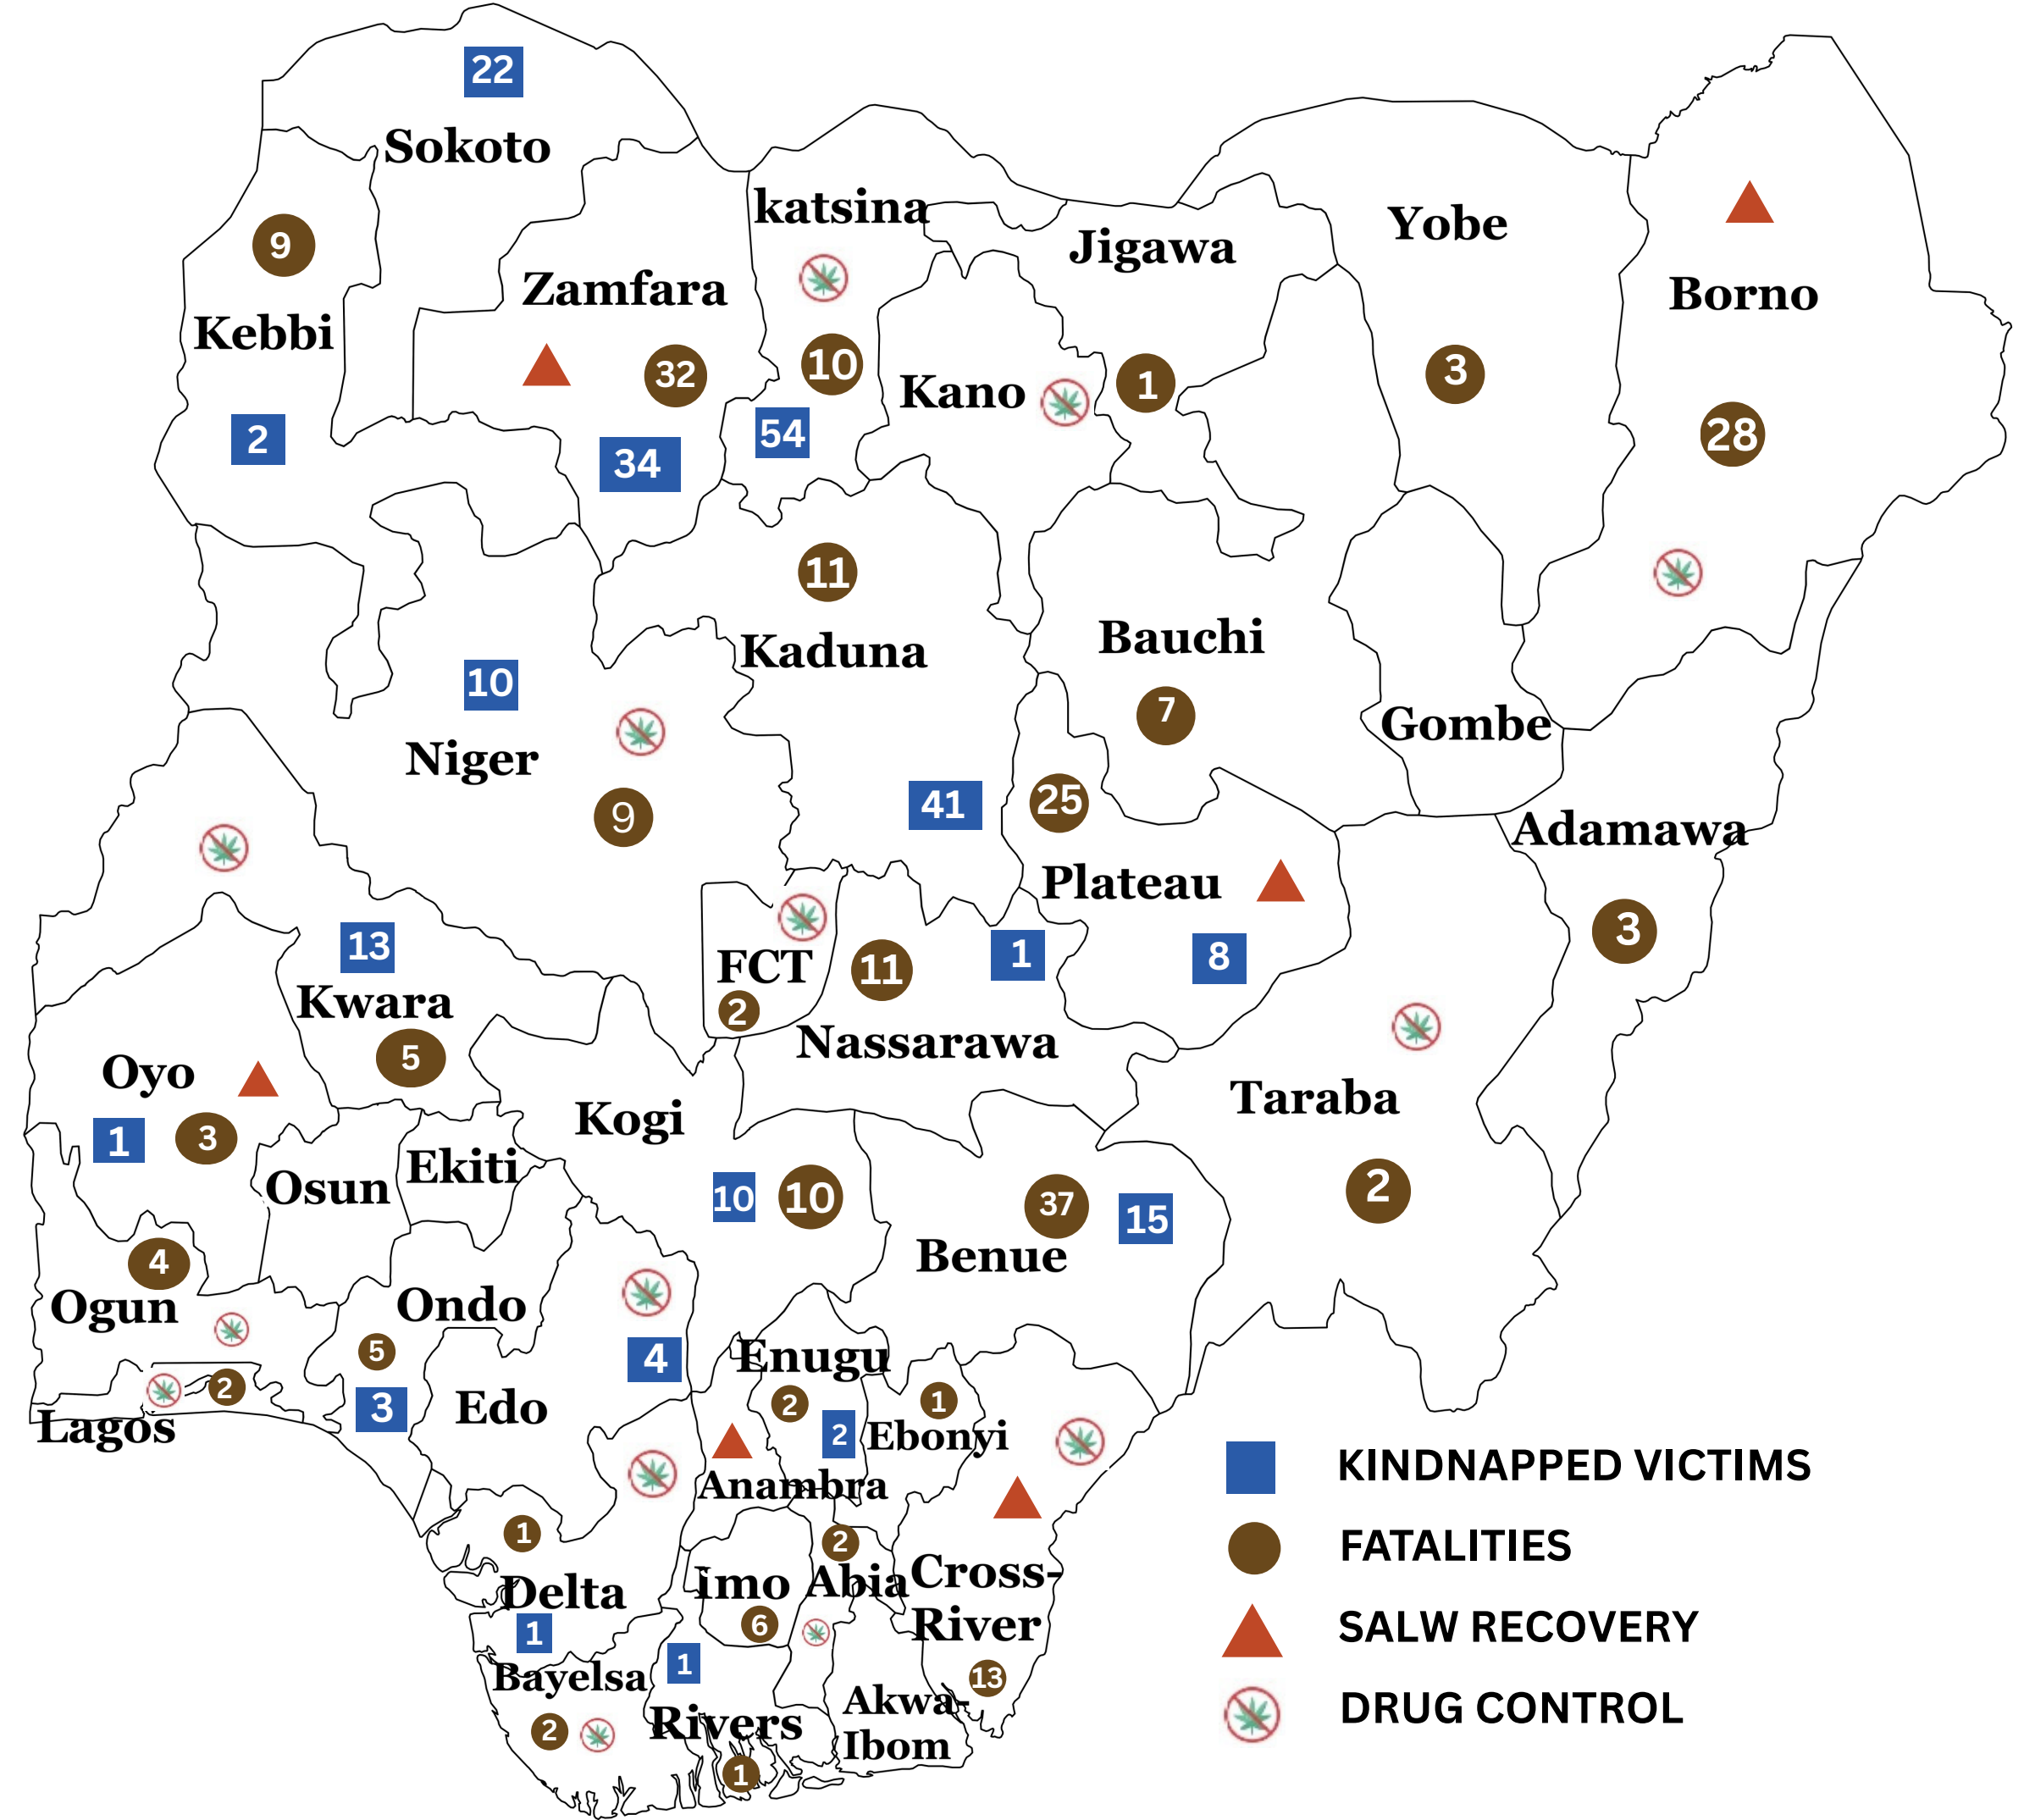 22
Sokoto
katsina
Yobe
Jigawa
9
Zamfara
Borno
Kebbi
32
10
Kano
1
3
2
34
54
28
11
Kaduna
Bauchi
10
7
Niger
Gombe
9
41
25
Adamawa
Plateau
13
FCT
11
1
8
3
Kwara
2
5
Nassarawa
Oyo
Taraba
1
3
Kogi
Osun
Ekiti
10
10
37
15
2
4
Benue
Ogun
Ondo
5
4
Enugu
2
3
Edo
2
2
1
Lagos
Ebonyi
Anambra
KINDNAPPED VICTIMS
1
2
FATALITIES
Delta
Imo
Abia
Cross-
River
6
1
1
SALW RECOVERY
Bayelsa
13
2
Rivers
Akwa-
Ibom
DRUG CONTROL
1